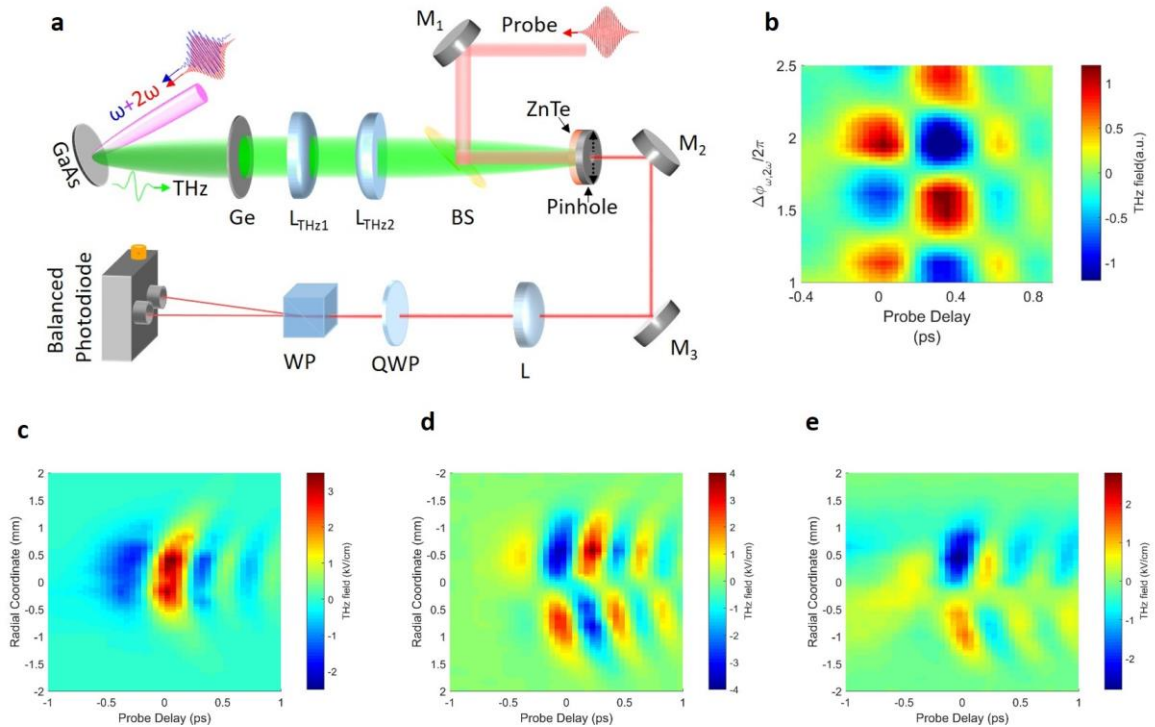 a
ω+2ω
GaAs
THz
Ge
L_THz1
L_THz2
BS
M₁
Probe
ZnTe
Pinhole
M₂
M₃
L
QWP
WP
Balanced
Photodiode
b
Δϕ_ω,2ω/2π
2.5
2
1.5
1
-0.4
0
0.4
0.8
Probe Delay
(ps)
1
0.5
0
-0.5
-1
THz field(a.u.)
c
Radial Coordinate (mm)
2
1.5
1
0.5
0
-0.5
-1
-1.5
-2
-1
-0.5
0
0.5
1
Probe Delay (ps)
3
2
1
0
-1
-2
THz field (kV/cm)
d
Radial Coordinate (mm)
-2
-1.5
-1
-0.5
0
0.5
1
1.5
2
-1
-0.5
0
0.5
1
Probe Delay (ps)
4
3
2
1
0
-1
-2
-3
-4
THz field (kV/cm)
e
Radial Coordinate (mm)
2
1.5
1
0.5
0
-0.5
-1
-1.5
-2
-1
-0.5
0
0.5
1
Probe Delay (ps)
2
1
0
-1
-2
THz field (kV/cm)